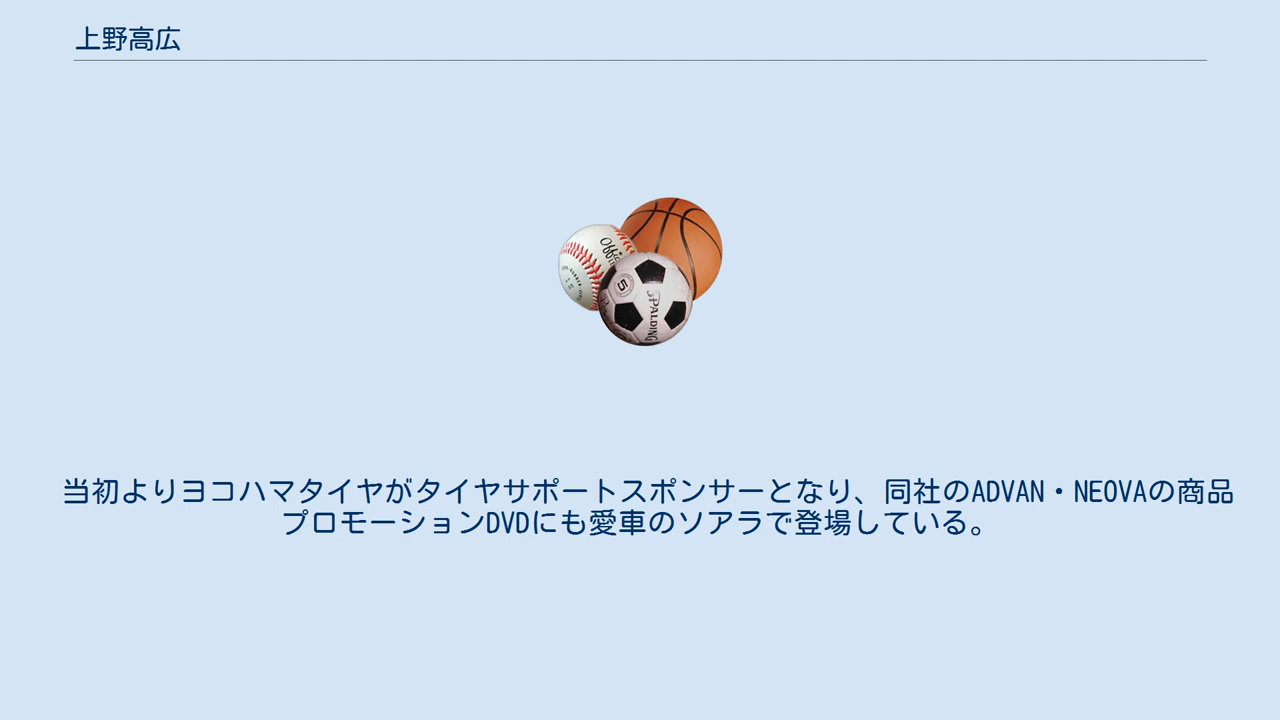 上野高広
Offi
5
SPALDING
当初よりヨコハマタイヤがタイヤサポートスポンサーとなり、同社のADVAN・NEOVAの商品
プロモーションDVDにも愛車のソアラで登場している。